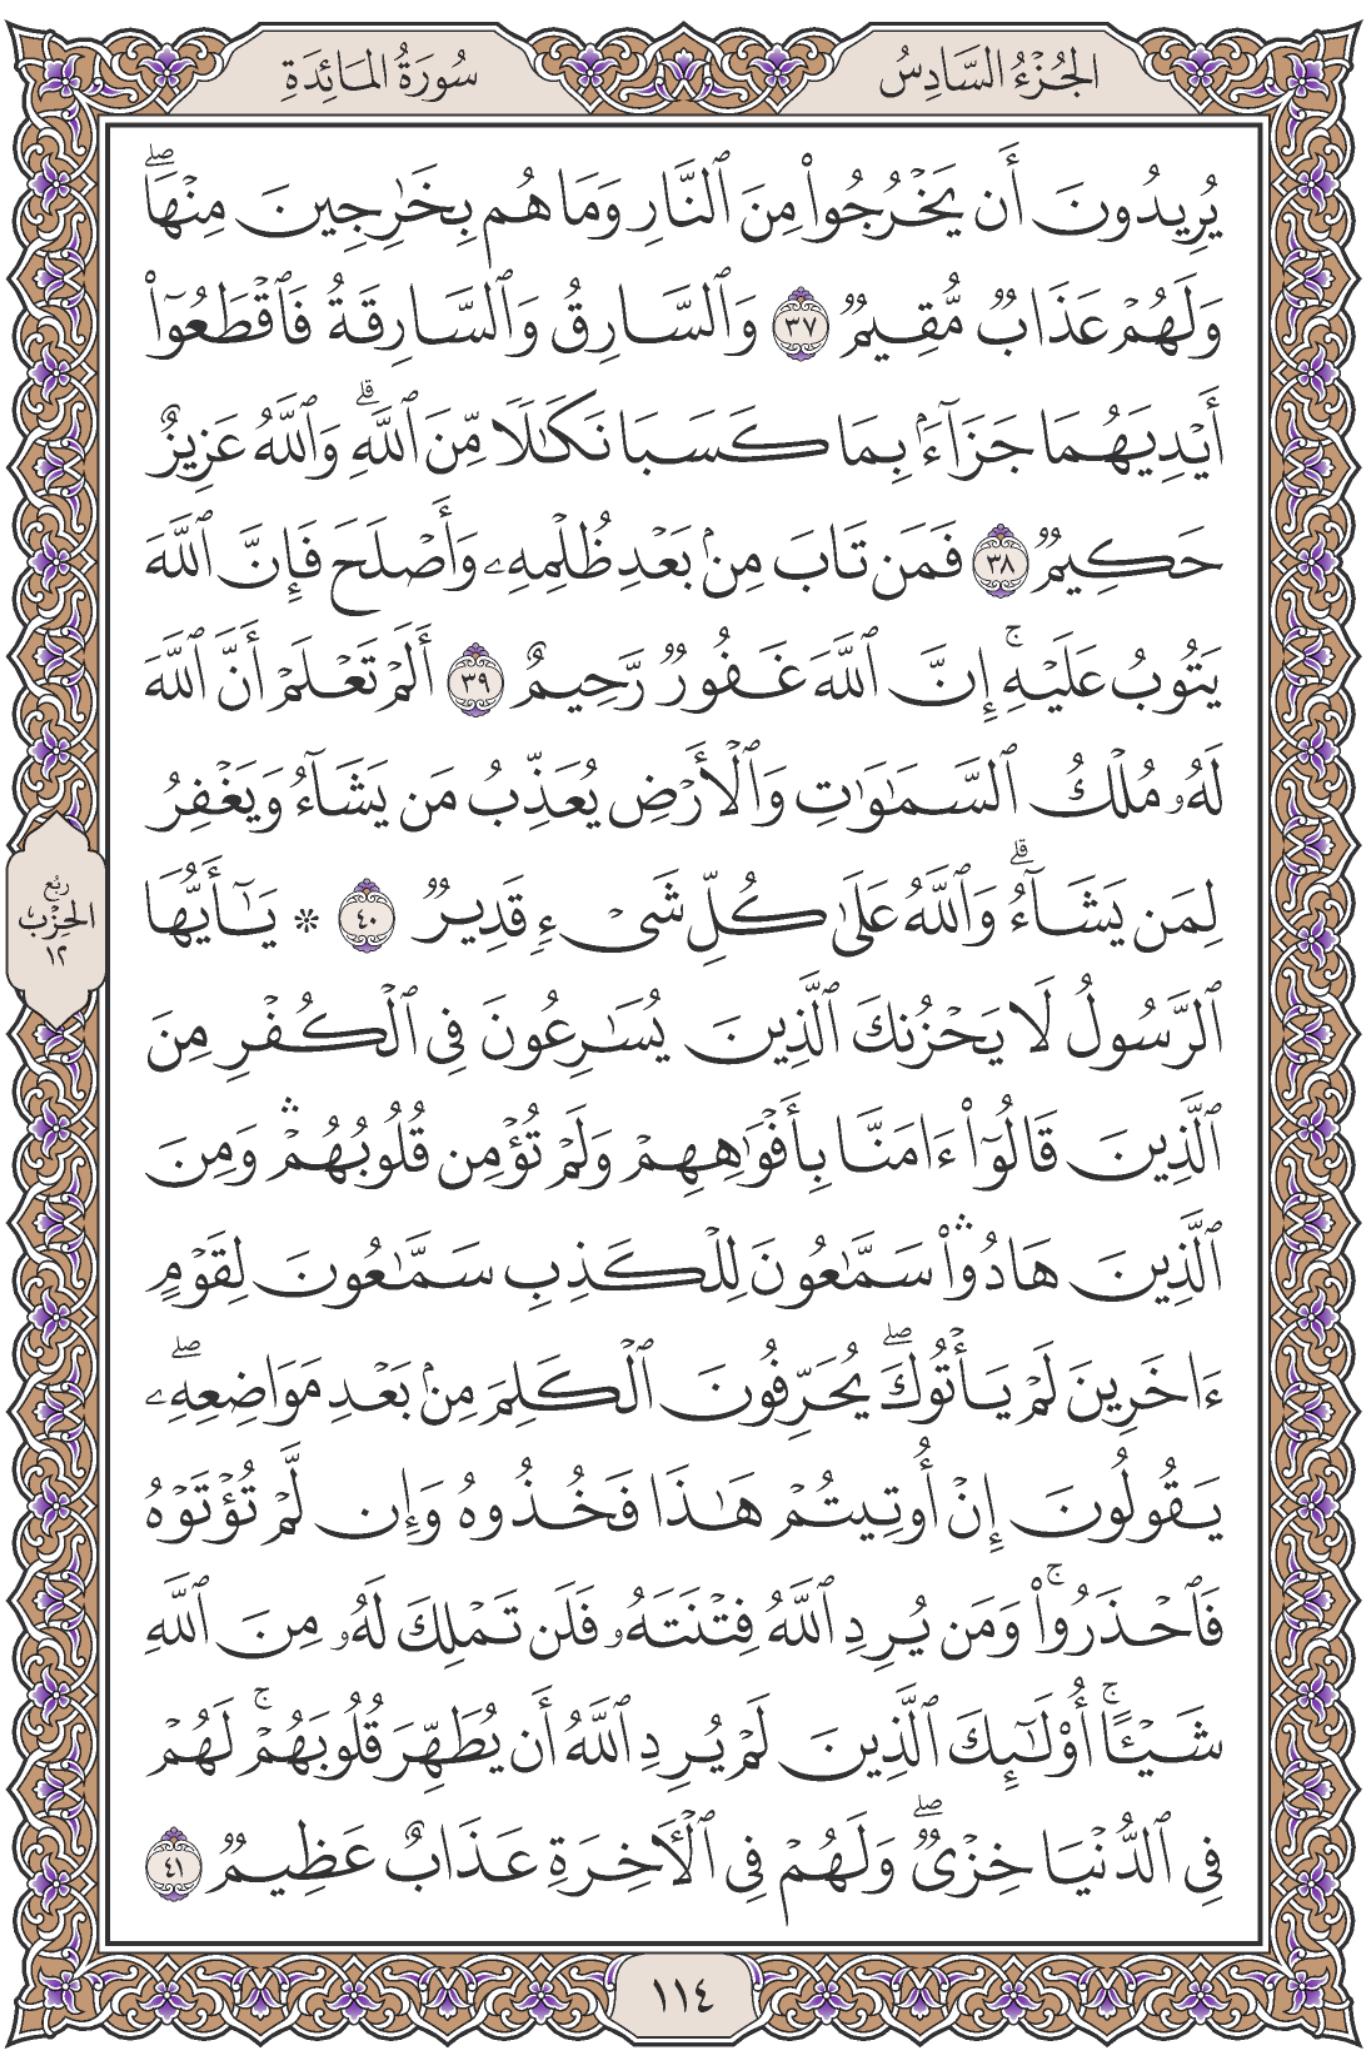 الجُزْءُ السَّادِسُ
سُورَةُ المَائِدَةِ
يُرِيدُونَ أَن يَخۡرُجُواْ مِنَ ٱلنَّارِ وَمَا هُم بِخَٰرِجِينَ مِنۡهَاۖ
وَلَهُمۡ عَذَابٞ مُّقِيمٞ ٣٧ وَٱلسَّارِقُ وَٱلسَّارِقَةُ فَٱقۡطَعُوٓاْ
أَيۡدِيَهُمَا جَزَآءَۢ بِمَا كَسَبَا نَكَٰلٗا مِّنَ ٱللَّهِۗ وَٱللَّهُ عَزِيزٌ
حَكِيمٞ ٣٨ فَمَن تَابَ مِنۢ بَعۡدِ ظُلۡمِهِۦ وَأَصۡلَحَ فَإِنَّ ٱللَّهَ
يَتُوبُ عَلَيۡهِۚ إِنَّ ٱللَّهَ غَفُورٞ رَّحِيمٌ ٣٩ أَلَمۡ تَعۡلَمۡ أَنَّ ٱللَّهَ
لَهُۥ مُلۡكُ ٱلسَّمَٰوَٰتِ وَٱلۡأَرۡضِ يُعَذِّبُ مَن يَشَآءُ وَيَغۡفِرُ
لِمَن يَشَآءُۗ وَٱللَّهُ عَلَىٰ كُلِّ شَيۡءٖ قَدِيرٞ ٤٠ * يَٰٓأَيُّهَا
ٱلرَّسُولُ لَا يَحۡزُنكَ ٱلَّذِينَ يُسَٰرِعُونَ فِي ٱلۡكُفۡرِ مِنَ
ٱلَّذِينَ قَالُوٓاْ ءَامَنَّا بِأَفۡوَٰهِهِمۡ وَلَمۡ تُؤۡمِن قُلُوبُهُمۡۛ وَمِنَ
ٱلَّذِينَ هَادُواْۛ سَمَّٰعُونَ لِلۡكَذِبِ سَمَّٰعُونَ لِقَوۡمٍ
ءَاخَرِينَ لَمۡ يَأۡتُوكَۖ يُحَرِّفُونَ ٱلۡكَلِمَ مِنۢ بَعۡدِ مَوَاضِعِهِۦۖ
يَقُولُونَ إِنۡ أُوتِيتُمۡ هَٰذَا فَخُذُوهُ وَإِن لَّمۡ تُؤۡتَوۡهُ
فَٱحۡذَرُواْۚ وَمَن يُرِدِ ٱللَّهُ فِتۡنَتَهُۥ فَلَن تَمۡلِكَ لَهُۥ مِنَ ٱللَّهِ
شَيۡـًٔاۚ أُوْلَٰٓئِكَ ٱلَّذِينَ لَمۡ يُرِدِ ٱللَّهُ أَن يُطَهِّرَ قُلُوبَهُمۡۚ لَهُمۡ
فِي ٱلدُّنۡيَا خِزۡيٞۖ وَلَهُمۡ فِي ٱلۡأٓخِرَةِ عَذَابٌ عَظِيمٞ ٤١
رُبُع
الحِزْبِ
١٢
١١٤